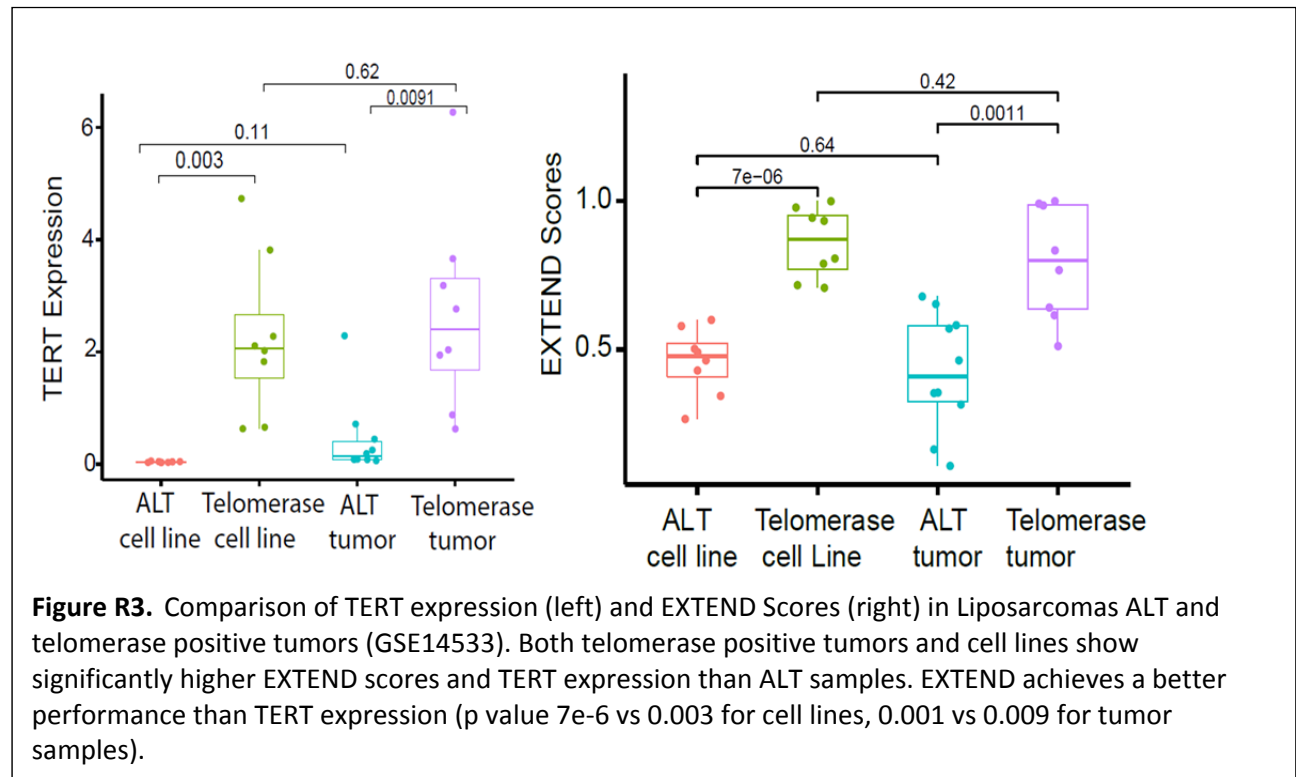 0.62
0.0091
0.11
0.003
6
4
2
0
TERT Expression
ALT
cell line
Telomerase
cell line
ALT
tumor
Telomerase
tumor
0.42
0.0011
0.64
7e−06
1.0
0.5
EXTEND Scores
ALT
cell line
Telomerase
cell Line
ALT
tumor
Telomerase
tumor
Figure R3. Comparison of TERT expression (left) and EXTEND Scores (right) in Liposarcomas ALT and
telomerase positive tumors (GSE14533). Both telomerase positive tumors and cell lines show
significantly higher EXTEND scores and TERT expression than ALT samples. EXTEND achieves a better
performance than TERT expression (p value 7e-6 vs 0.003 for cell lines, 0.001 vs 0.009 for tumor
samples).